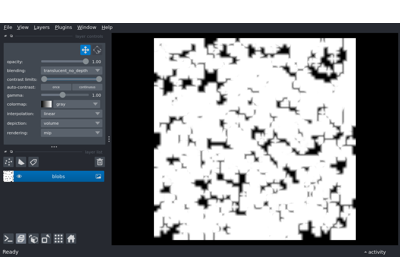 File View Layers Plugins Window Help
opacity: 1.00
blending: translucent_no_depth
contrast limits:
auto-contrast: once continuous
gamma: 1.00
colormap: gray
interpolation: linear
depiction: volume
rendering: mip
blobs
Ready activity